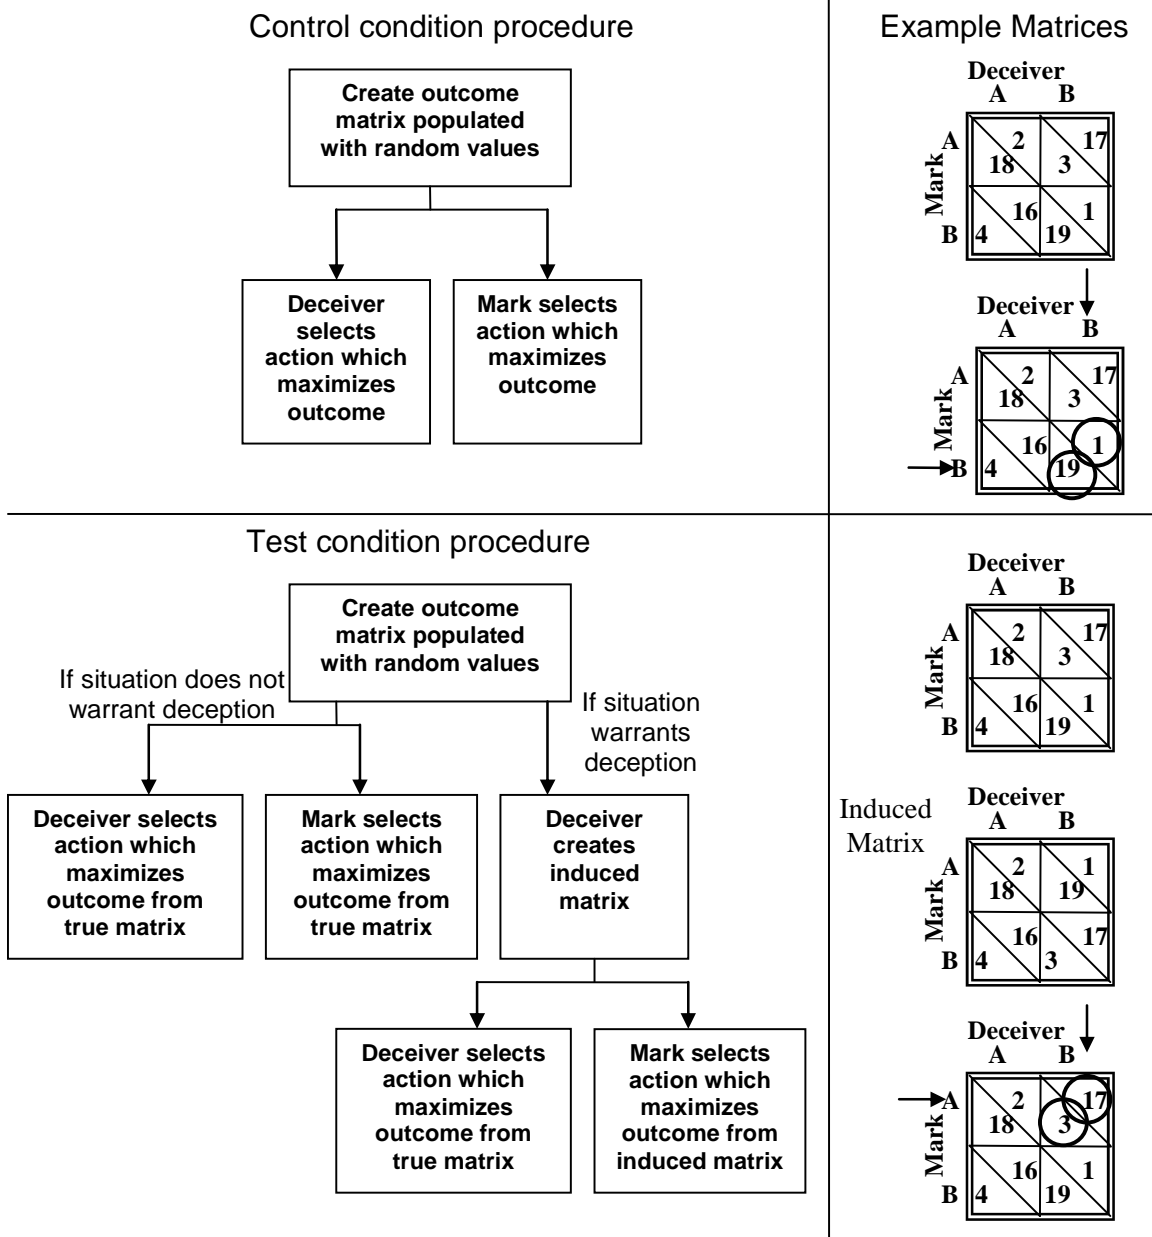 Control condition procedure
Create outcome
matrix populated
with random values
Deceiver
selects
action which
maximizes
outcome
Mark selects
action which
maximizes
outcome
Example Matrices
Deceiver
A B
A 2 17
18 3
Mark
16 1
B 4 19
Deceiver
A B
A 2 17
18 3
Mark
16 1
B 4 19
Test condition procedure
Create outcome
matrix populated
with random values
If situation does not
warrant deception
If situation
warrants
deception
Deceiver selects
action which
maximizes
outcome from
true matrix
Mark selects
action which
maximizes
outcome from
true matrix
Deceiver
creates
induced
matrix
Deceiver selects
action which
maximizes
outcome from
true matrix
Mark selects
action which
maximizes
outcome from
induced matrix
Deceiver
A B
A 2 17
18 3
Mark
16 1
B 4 19
Induced
Matrix
Deceiver
A B
A 2 1
18 19
Mark
16 17
B 4 3
Deceiver
A B
A 2 17
18 3
Mark
16 1
B 4 19